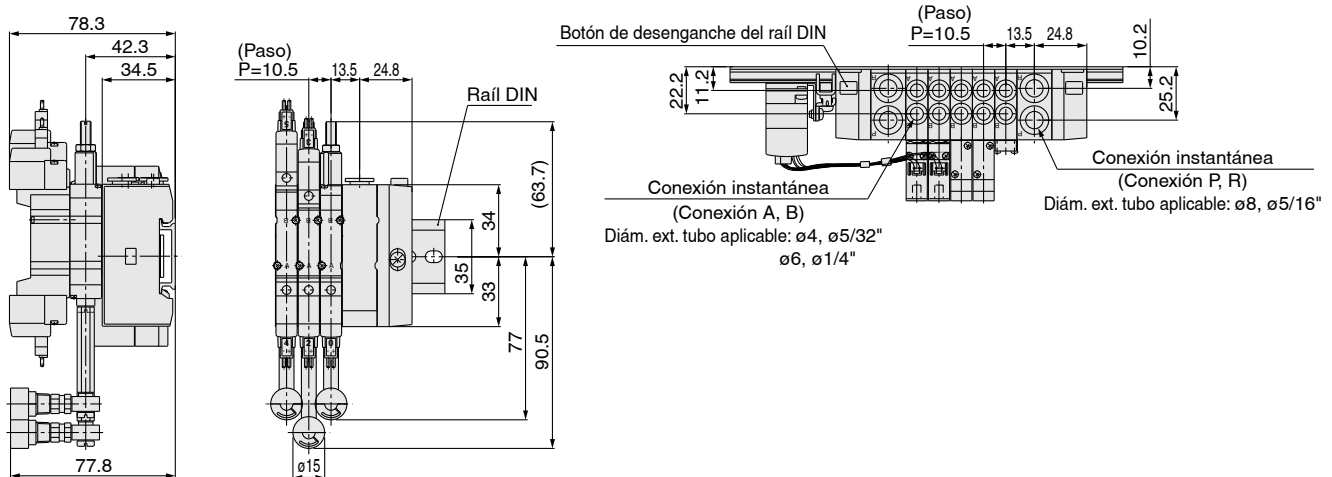 78.3
42.3
34.5
77.8
(Paso)
P=10.5
13.5
24.8
Raíl DIN
(63.7)
34
35
33
77
90.5
ø15
Botón de desenganche del raíl DIN
(Paso)
P=10.5
13.5
24.8
10.2
22.2
11.2
25.2
Conexión instantánea
(Conexión A, B)
Diám. ext. tubo aplicable: ø4, ø5/32"
ø6, ø1/4"
Conexión instantánea
(Conexión P, R)
Diám. ext. tubo aplicable: ø8, ø5/16"